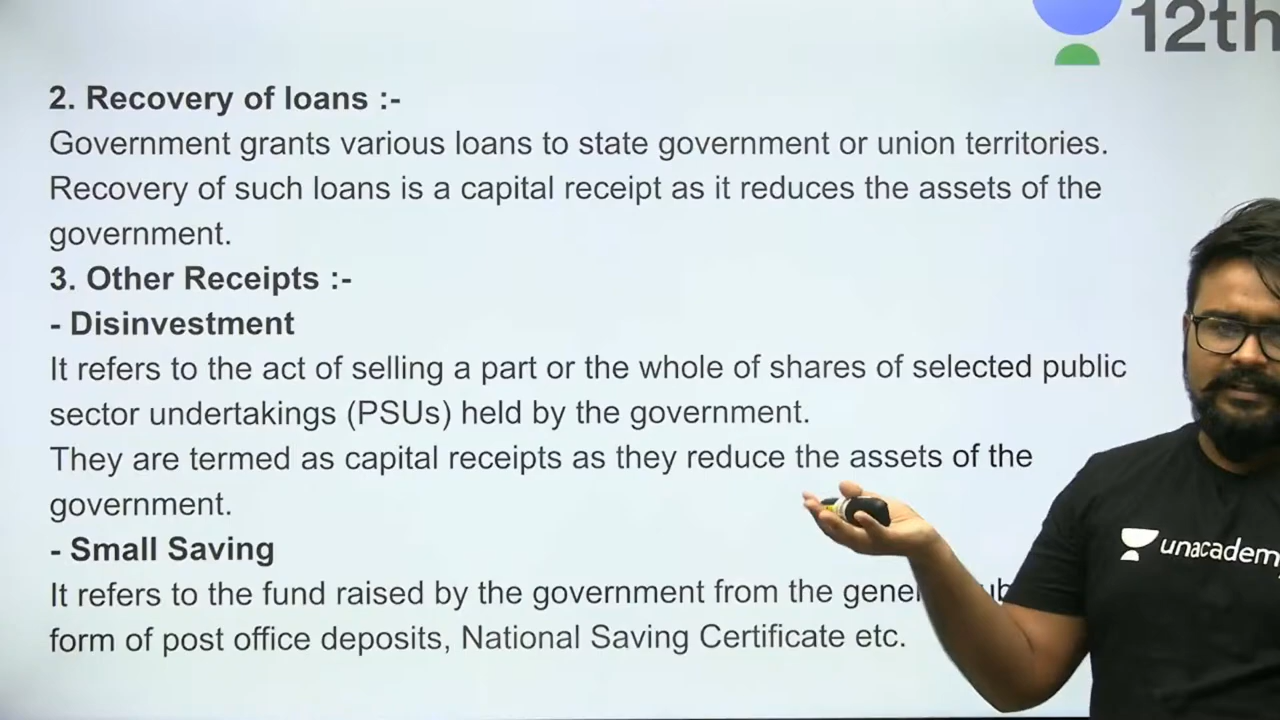 12th
2. Recovery of loans :-
Government grants various loans to state government or union territories.
Recovery of such loans is a capital receipt as it reduces the assets of the
government.
3. Other Receipts :-
- Disinvestment
It refers to the act of selling a part or the whole of shares of selected public
sector undertakings (PSUs) held by the government.
They are termed as capital receipts as they reduce the assets of the
government.
- Small Saving
It refers to the fund raised by the government from the
form of post office deposits, National Saving Certificate etc.
unacadem